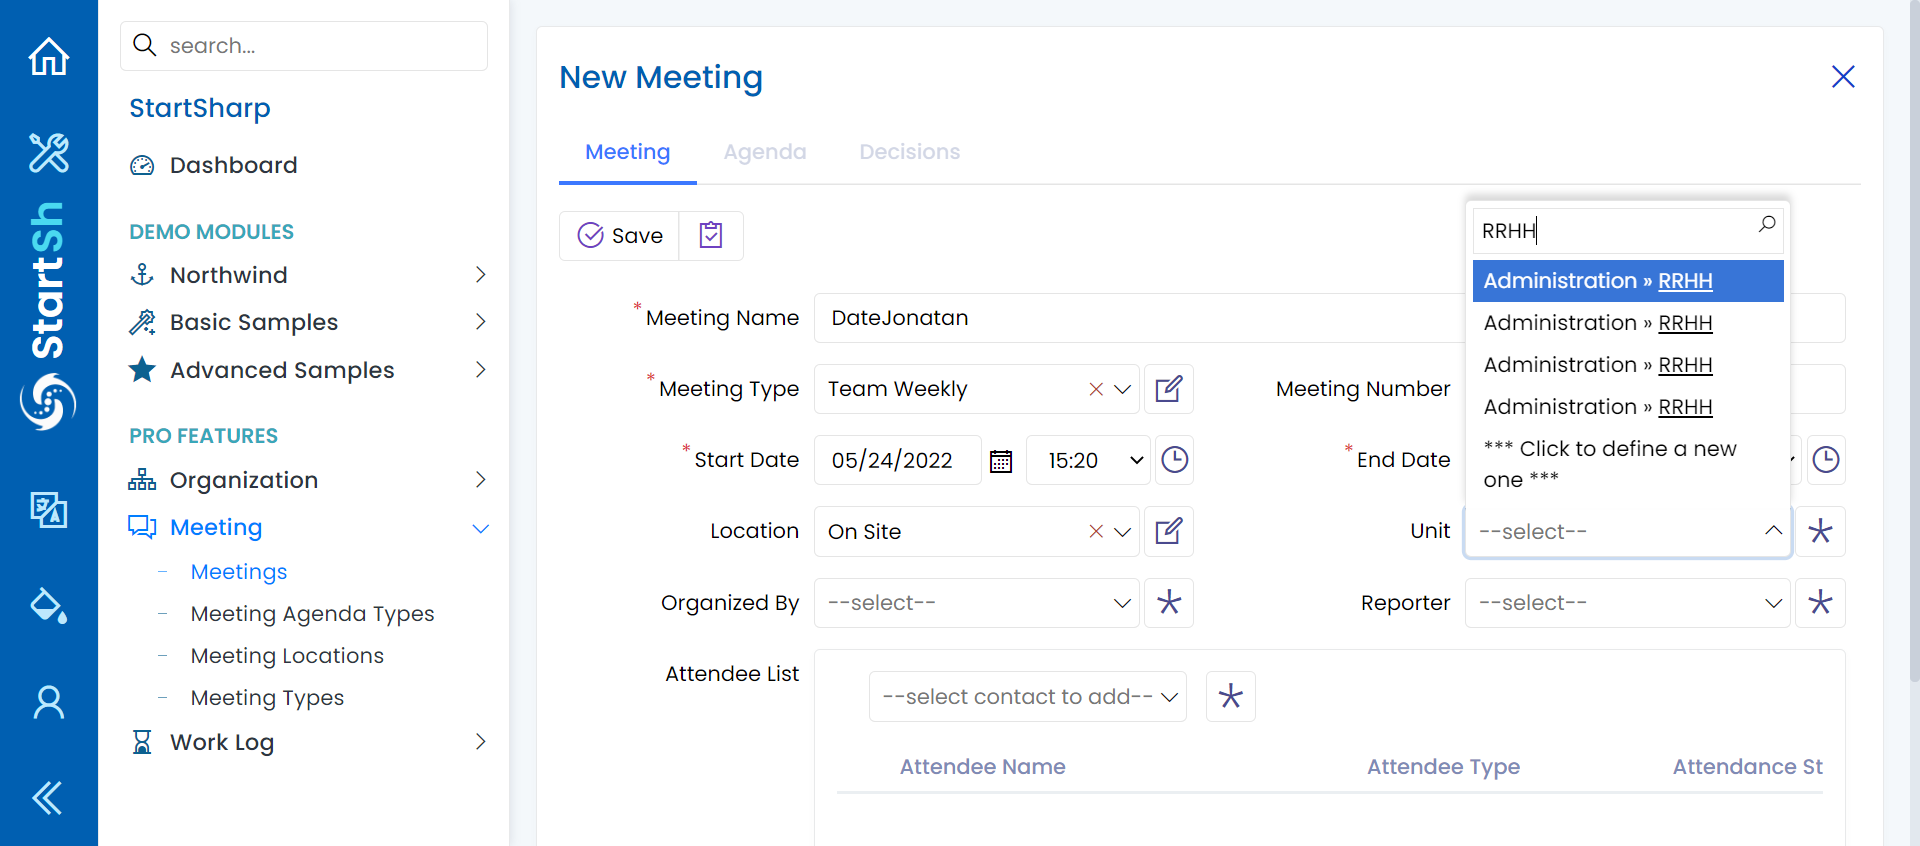 StartSh
search...
StartSharp
Dashboard
DEMO MODULES
Northwind
Basic Samples
Advanced Samples
PRO FEATURES
Organization
Meeting
Meetings
Meeting Agenda Types
Meeting Locations
Meeting Types
Work Log
New Meeting
Meeting
Agenda
Decisions
Save
* Meeting Name
DateJonatan
* Meeting Type
Team Weekly
Meeting Number
* Start Date
05/24/2022
15:20
* End Date
Location
On Site
Unit
--select--
RRHH
Administration » RRHH
Administration » RRHH
Administration » RRHH
Administration » RRHH
*** Click to define a new
one ***
Organized By
--select--
Reporter
--select--
Attendee List
--select contact to add--
Attendee Name
Attendee Type
Attendance St